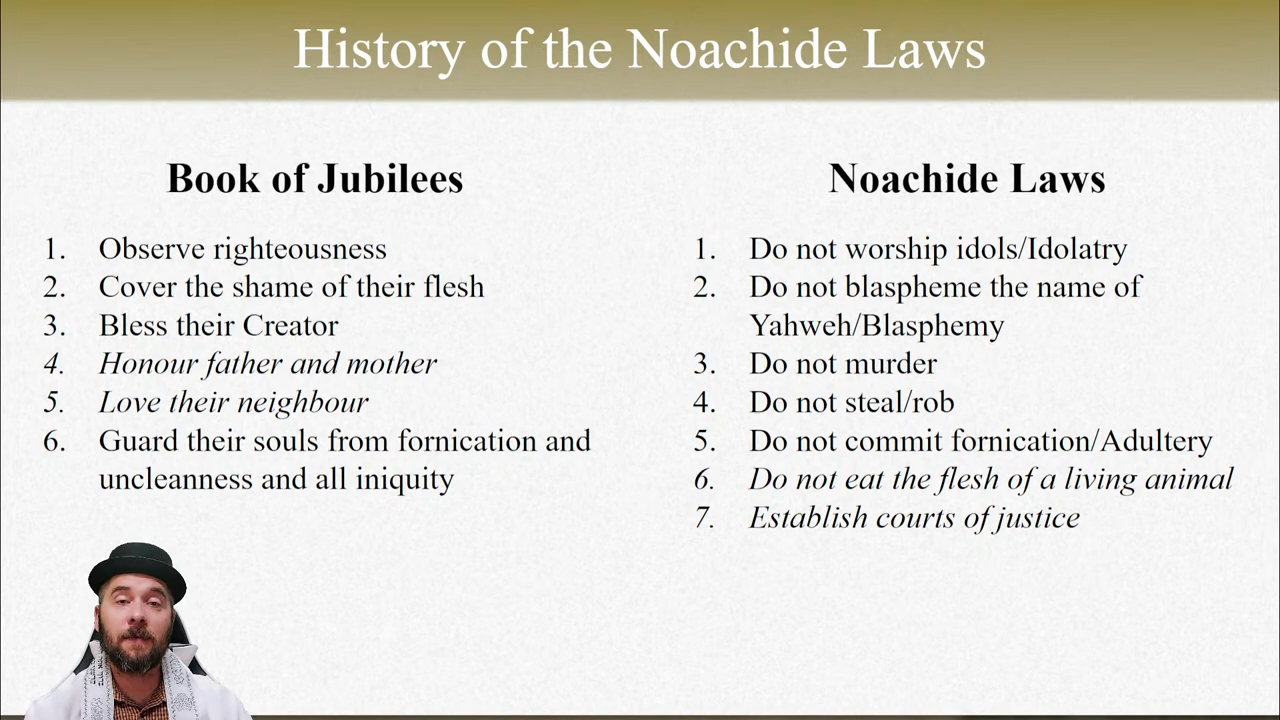 History of the Noachide Laws
Book of Jubilees
1. Observe righteousness
2. Cover the shame of their flesh
3. Bless their Creator
4. Honour father and mother
5. Love their neighbour
6. Guard their souls from fornication and
uncleanness and all iniquity
Noachide Laws
1. Do not worship idols/Idolatry
2. Do not blaspheme the name of
Yahweh/Blasphemy
3. Do not murder
4. Do not steal/rob
5. Do not commit fornication/Adultery
6. Do not eat the flesh of a living animal
7. Establish courts of justice